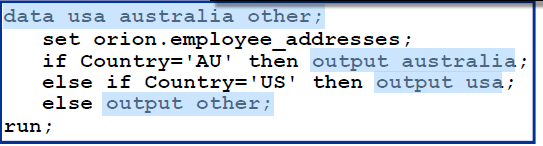 data usa australia other;
   set orion.employee_addresses;
   if Country='AU' then output australia;
   else if Country='US' then output usa;
   else output other;
run;